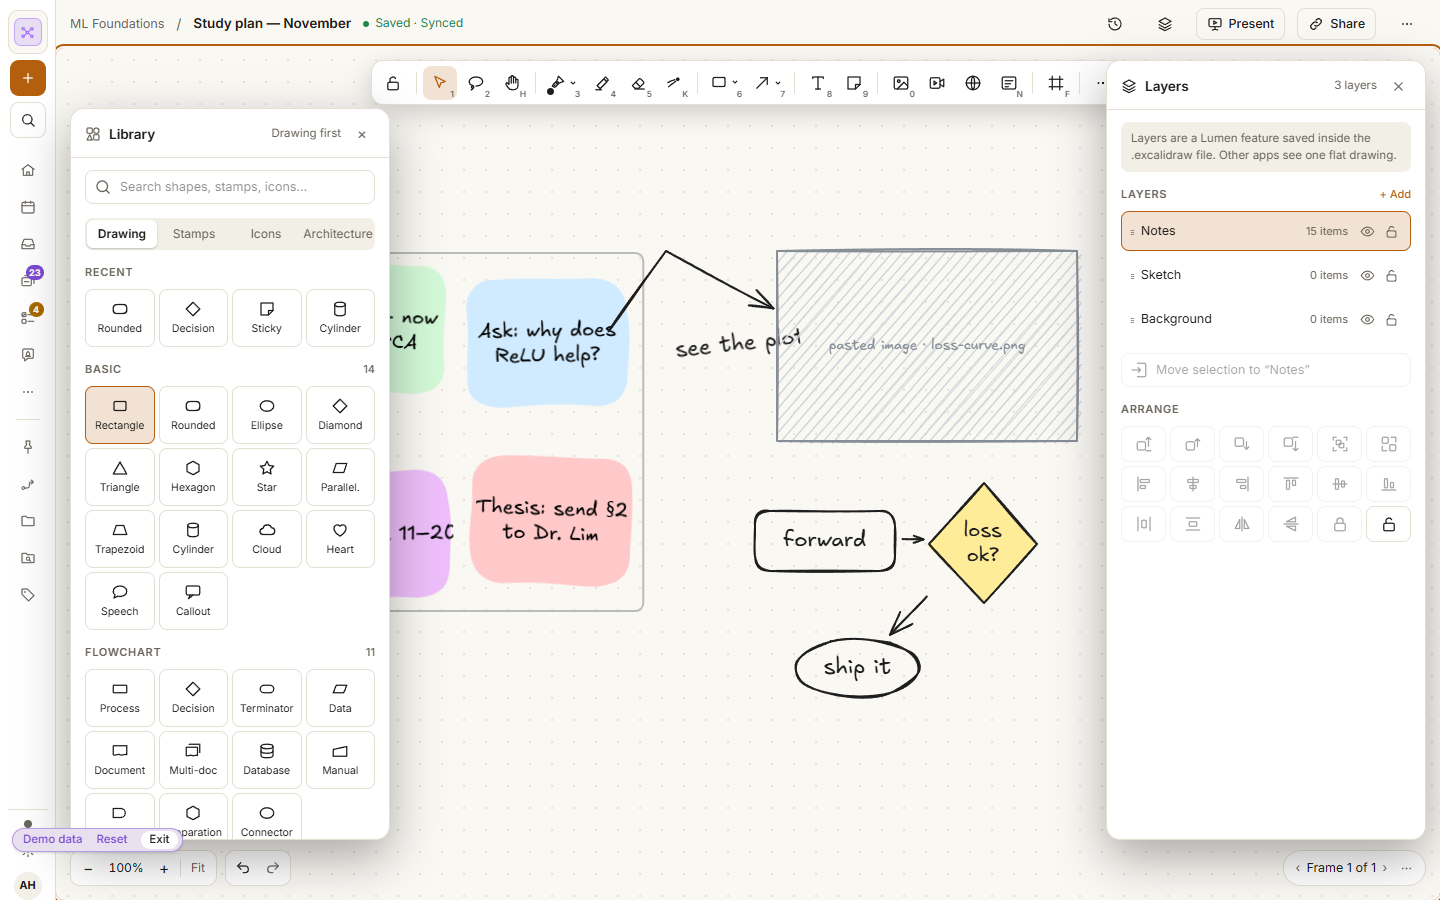 ML Foundations / Study plan — November Saved · Synced
Present
Share
1 2 H 3 4 5 K 6 7 8 9 0 N F
Library Drawing first
Search shapes, stamps, icons...
Drawing Stamps Icons Architecture
RECENT
Rounded Decision Sticky Cylinder
BASIC 14
Rectangle Rounded Ellipse Diamond
Triangle Hexagon Star Parallel.
Trapezoid Cylinder Cloud Heart
Speech Callout
FLOWCHART 11
Process Decision Terminator Data
Document Multi-doc Database Manual
Connector
23
4
Demo data Reset Exit
AH
− 100% + Fit
now
CA
Ask: why does
ReLU help?
11–20
Thesis: send §2
to Dr. Lim
see the plot
pasted image · loss-curve.png
forward
loss
ok?
ship it
Layers 3 layers
Layers are a Lumen feature saved inside the
.excalidraw file. Other apps see one flat drawing.
LAYERS + Add
Notes 15 items
Sketch 0 items
Background 0 items
Move selection to “Notes”
ARRANGE
‹ Frame 1 of 1 ›